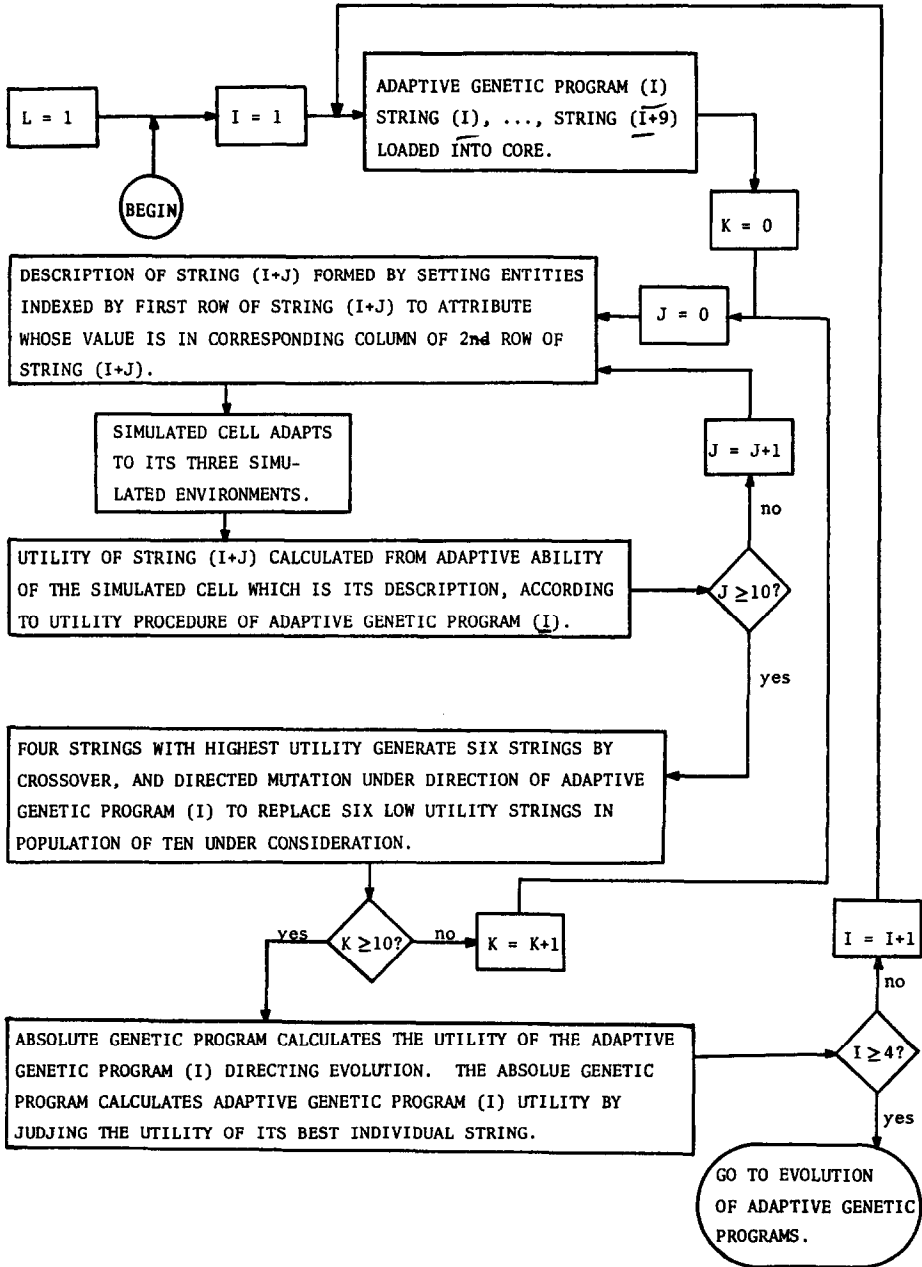 L = 1
I = 1
ADAPTIVE GENETIC PROGRAM (I)
STRING (I), ..., STRING (I+9)
LOADED INTO CORE.
BEGIN
K = 0
DESCRIPTION OF STRING (I+J) FORMED BY SETTING ENTITIES
INDEXED BY FIRST ROW OF STRING (I+J) TO ATTRIBUTE
WHOSE VALUE IS IN CORRESPONDING COLUMN OF 2nd ROW OF
STRING (I+J).
J = 0
SIMULATED CELL ADAPTS
TO ITS THREE SIMU-
LATED ENVIRONMENTS.
J = J+1
no
UTILITY OF STRING (I+J) CALCULATED FROM ADAPTIVE ABILITY
OF THE SIMULATED CELL WHICH IS ITS DESCRIPTION, ACCORDING
TO UTILITY PROCEDURE OF ADAPTIVE GENETIC PROGRAM (I).
J ≥10?
yes
FOUR STRINGS WITH HIGHEST UTILITY GENERATE SIX STRINGS BY
CROSSOVER, AND DIRECTED MUTATION UNDER DIRECTION OF ADAPTIVE
GENETIC PROGRAM (I) TO REPLACE SIX LOW UTILITY STRINGS IN
POPULATION OF TEN UNDER CONSIDERATION.
yes
K ≥10?
no
K = K+1
I = I+1
no
ABSOLUTE GENETIC PROGRAM CALCULATES THE UTILITY OF THE ADAPTIVE
GENETIC PROGRAM (I) DIRECTING EVOLUTION. THE ABSOLUE GENETIC
PROGRAM CALCULATES ADAPTIVE GENETIC PROGRAM (I) UTILITY BY
JUDJING THE UTILITY OF ITS BEST INDIVIDUAL STRING.
I ≥4?
yes
GO TO EVOLUTION
OF ADAPTIVE GENETIC
PROGRAMS.